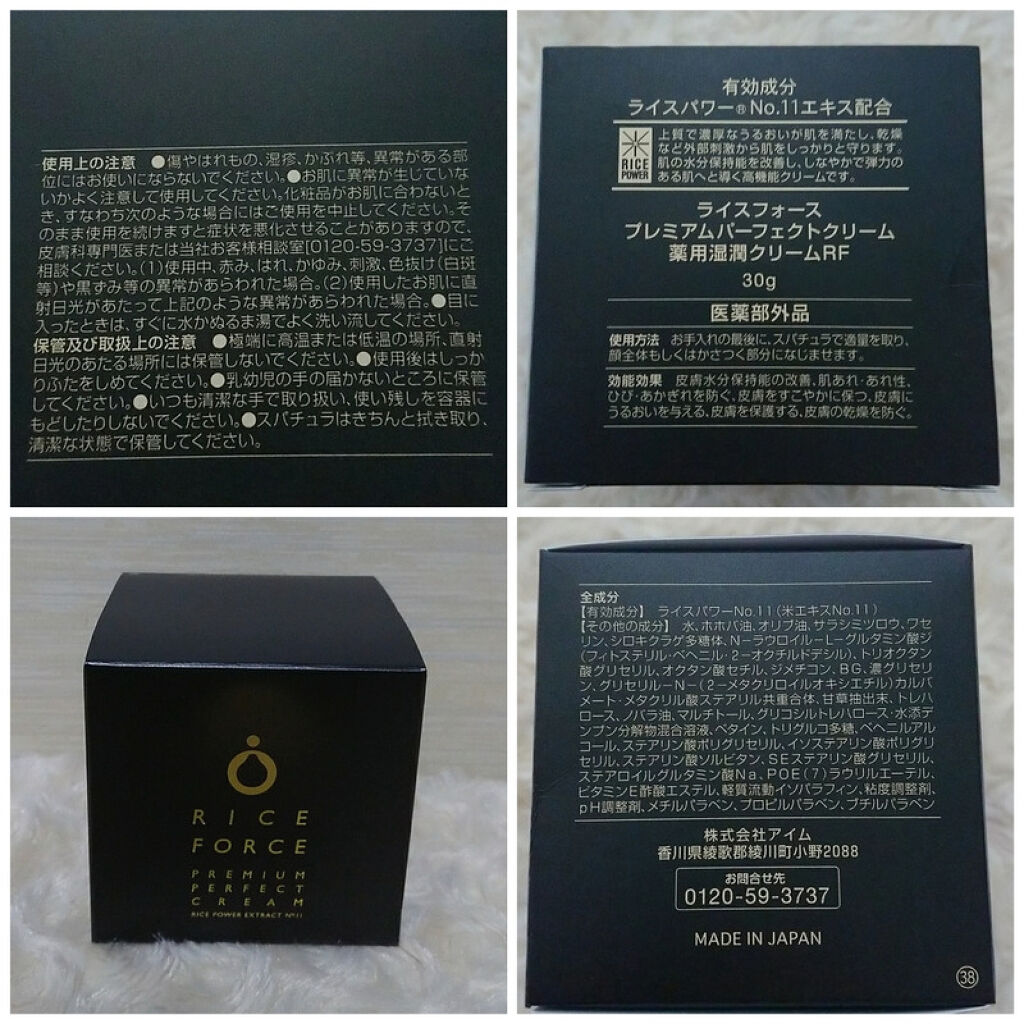 使用上の注意 ●傷やはれもの、湿疹、かぶれ等、異常がある部
位にはお使いにならないでください。●お肌に異常が生じていな
いかよく注意して使用してください。化粧品がお肌に合わないと
き、すなわち次のような場合にはご使用を中止してください。そ
のまま使用を続けますと症状を悪化させることがありますので、
皮膚科専門医または当社お客様相談室[0120-59-3737]にご
相談ください。(1)使用中、赤み、はれ、かゆみ、刺激、色抜け(白斑
等)や黒ずみ等の異常があらわれた場合。(2)使用したお肌に直
射日光があたって上記のような異常があらわれた場合。●目に
入ったときは、すぐに水かぬるま湯でよく洗い流してください。
保管及び取扱上の注意 ●極端に高温または低温の場所、直射
日光のあたる場所には保管しないでください。●使用後はしっか
りふたをしめてください。●乳幼児の手の届かないところに保管
してください。●いつも清潔な手で取り扱い、使い残しを容器に
もどしたりしないでください。●スパチュラはきちんと拭き取り、
清潔な状態で保管してください。
有効成分
ライスパワー®No.11エキス配合
RICE
POWER
上質で濃厚なうるおいが肌を満たし、乾燥
など外部刺激から肌をしっかりと守ります。
肌の水分保持能を改善し、しなやかで弾力の
ある肌へと導く高機能クリームです。
ライスフォース
プレミアムパーフェクトクリーム
薬用湿潤クリームRF
30g
医薬部外品
使用方法 お手入れの最後に、スパチュラで適量を取り、
顔全体もしくはかさつく部分になじませます。
効能効果 皮膚水分保持能の改善、肌あれ・あれ性、
ひび・あかぎれを防ぐ、皮膚をすこやかに保つ、皮膚に
うるおいを与える、皮膚を保護する、皮膚の乾燥を防ぐ。
RICE
FORCE
PREMIUM
PERFECT
CREAM
RICE POWER EXTRACT No11
全成分
【有効成分】 ライスパワーNo.11(米エキスNo.11)
【その他の成分】 水、ホホバ油、オリブ油、サラシミツロウ、ワセ
リン、シロキクラゲ多糖体、N-ラウロイル-L-グルタミン酸ジ
(フィトステリル・ベヘニル・2-オクチルドデシル)、トリオクタン
酸グリセリル、オクタン酸セチル、ジメチコン、BG、濃グリセリ
ン、グリセリル-N-(2-メタクリロイルオキシエチル)カルバ
メート・メタクリル酸ステアリル共重合体、甘草抽出末、トレハ
ロース、ノバラ油、マルチトール、グリコシルトレハロース・水添デ
ンプン分解物混合溶液、ベタイン、トリグルコ多糖、ベヘニルアル
コール、ステアリン酸ポリグリセリル、イソステアリン酸ポリグリ
セリル、ステアリン酸ソルビタン、SEステアリン酸グリセリル、
ステアロイルグルタミン酸Na、POE(7)ラウリルエーテル、
ビタミンE酢酸エステル、軽質流動イソパラフィン、粘度調整剤、
pH調整剤、メチルパラベン、プロピルパラベン、ブチルパラベン
株式会社アイム
香川県綾歌郡綾川町小野2088
お問合せ先
0120-59-3737
MADE IN JAPAN
38